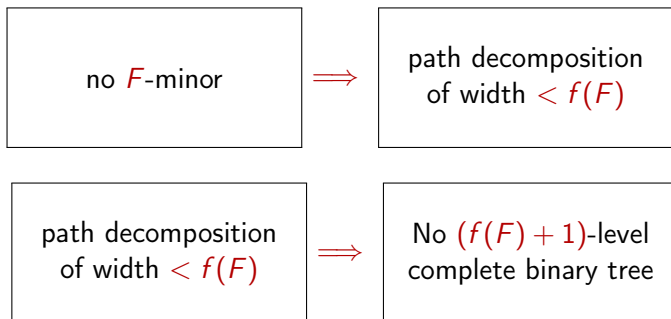 no F-minor ⟹ path decomposition
of width < f(F)
path decomposition
of width < f(F) ⟹ No (f(F) + 1)-level
complete binary tree